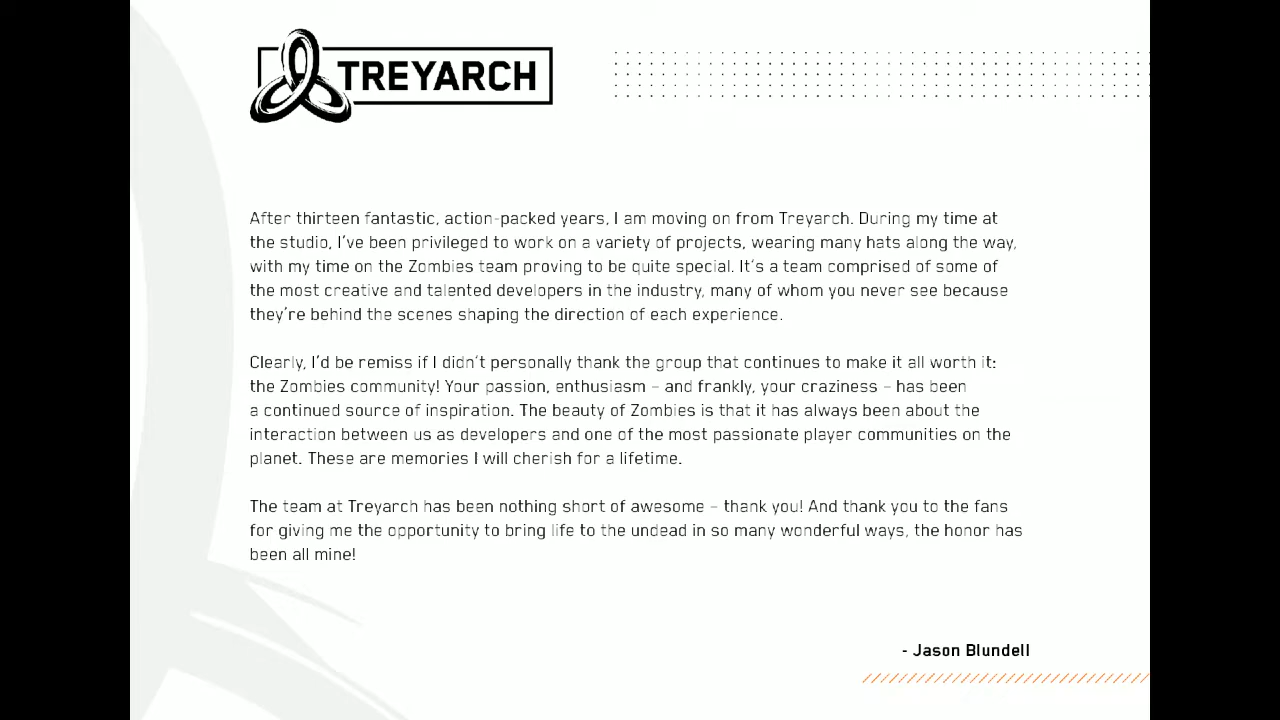 TREYARCH
After thirteen fantastic, action-packed years, I am moving on from Treyarch. During my time at
the studio, I've been privileged to work on a variety of projects, wearing many hats along the way,
with my time on the Zombies team proving to be quite special. It's a team comprised of some of
the most creative and talented developers in the industry, many of whom you never see because
they're behind the scenes shaping the direction of each experience.
Clearly, I'd be remiss if I didn't personally thank the group that continues to make it all worth it:
the Zombies community! Your passion, enthusiasm – and frankly, your craziness – has been
a continued source of inspiration. The beauty of Zombies is that it has always been about the
interaction between us as developers and one of the most passionate player communities on the
planet. These are memories I will cherish for a lifetime.
The team at Treyarch has been nothing short of awesome – thank you! And thank you to the fans
for giving me the opportunity to bring life to the undead in so many wonderful ways, the honor has
been all mine!
- Jason Blundell